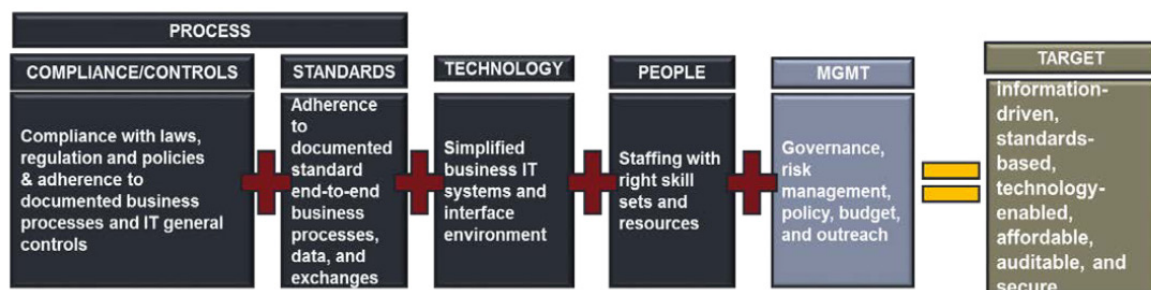 PROCESS
COMPLIANCE/CONTROLS
Compliance with laws,
regulation and policies
& adherence to
documented business
processes and IT general
controls
STANDARDS
Adherence
to
documented
standard
end-to-end
business
processes,
data, and
exchanges
TECHNOLOGY
Simplified
business IT
systems and
interface
environment
PEOPLE
Staffing with
right skill
sets and
resources
MGMT
Governance,
risk
management,
policy, budget,
and outreach
TARGET
information-
driven,
standards-
based,
technology-
enabled,
affordable,
auditable, and
secure